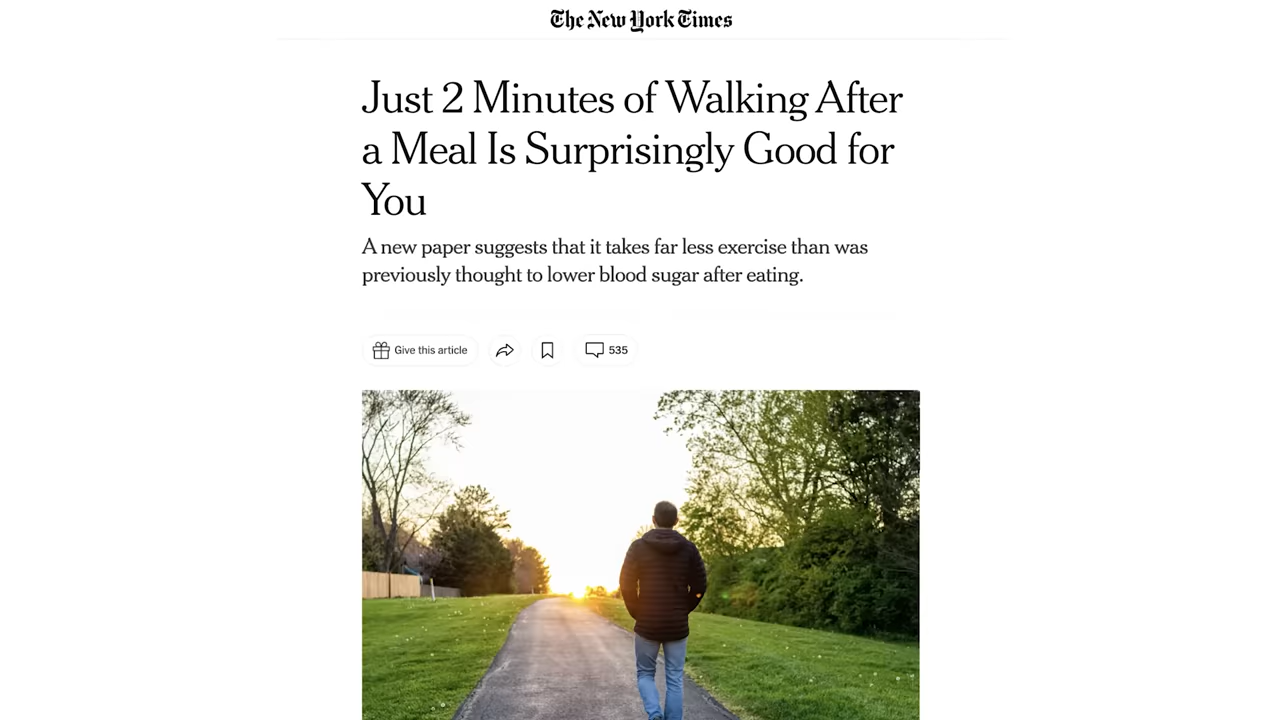 The New York Times
Just 2 Minutes of Walking After
a Meal Is Surprisingly Good for
You
A new paper suggests that it takes far less exercise than was
previously thought to lower blood sugar after eating.
Give this article
535